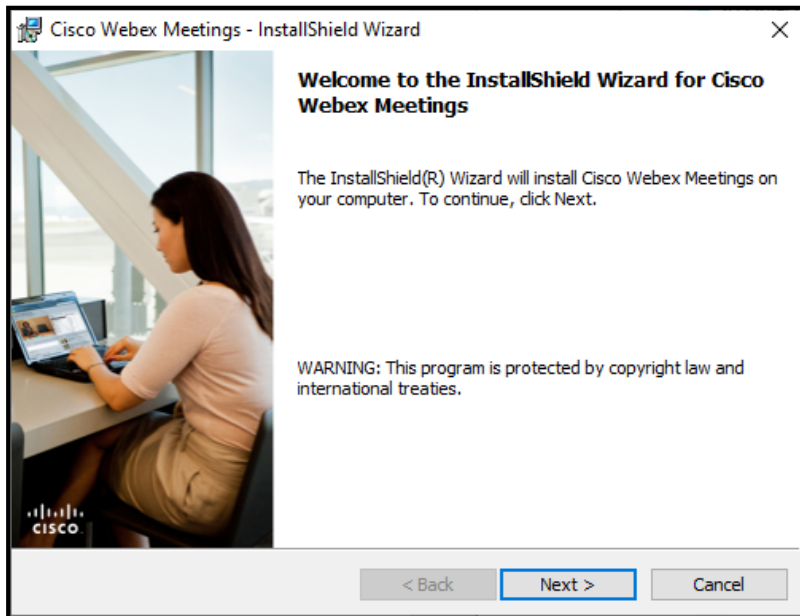 Cisco Webex Meetings - InstallShield Wizard
Welcome to the InstallShield Wizard for Cisco
Webex Meetings
The InstallShield(R) Wizard will install Cisco Webex Meetings on
your computer. To continue, click Next.
WARNING: This program is protected by copyright law and
international treaties.
CISCO
< Back
Next >
Cancel